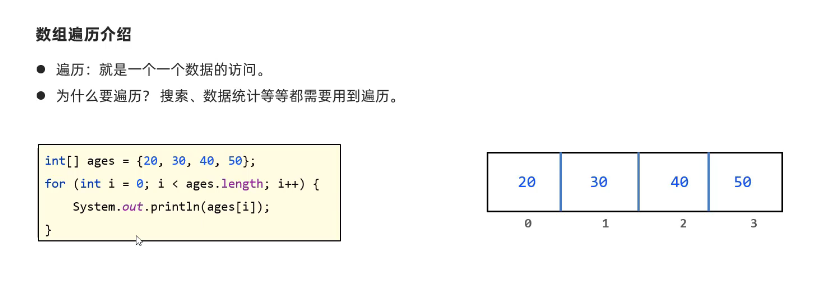 数组遍历介绍
● 遍历：就是一个一个数据的访问。
● 为什么要遍历？ 搜索、数据统计等等都需要用到遍历。
int[] ages = {20, 30, 40, 50};
for (int i = 0; i < ages.length; i++) {
    System.out.println(ages[i]);
}
20 30 40 50
0 1 2 3